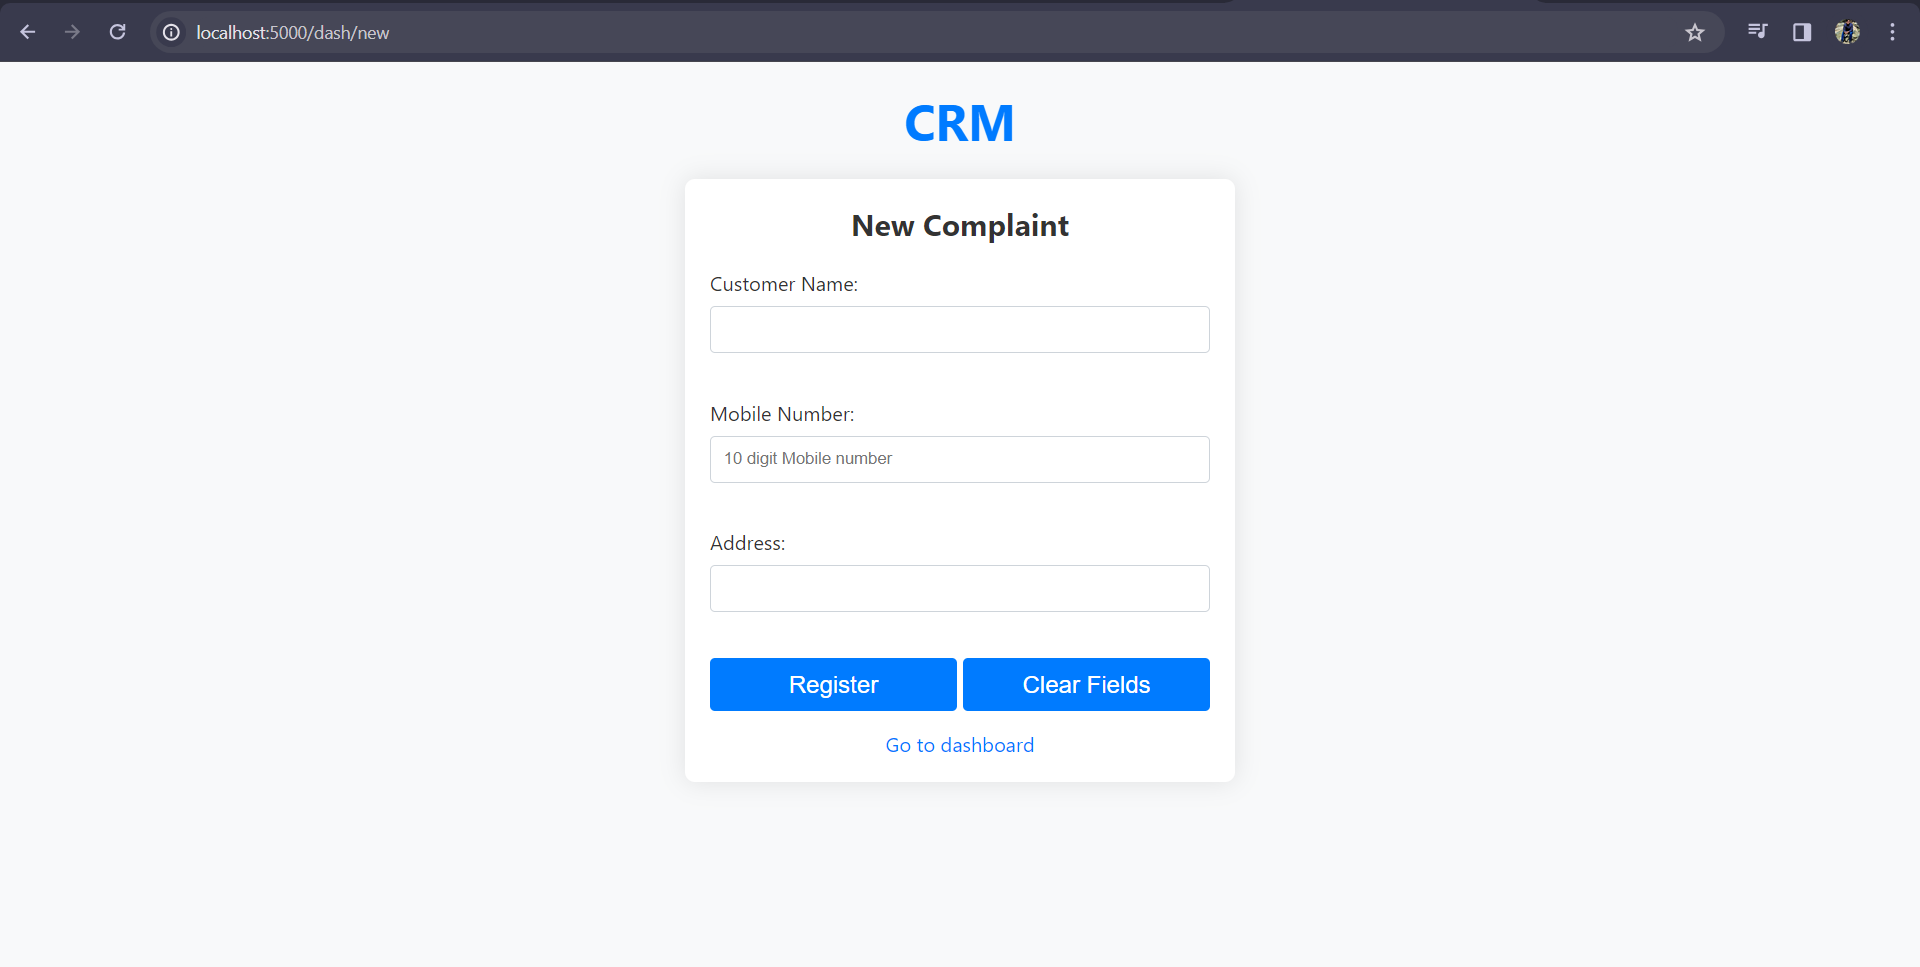 localhost:5000/dash/new
CRM
New Complaint
Customer Name:
Mobile Number:
10 digit Mobile number
Address:
Register Clear Fields
Go to dashboard